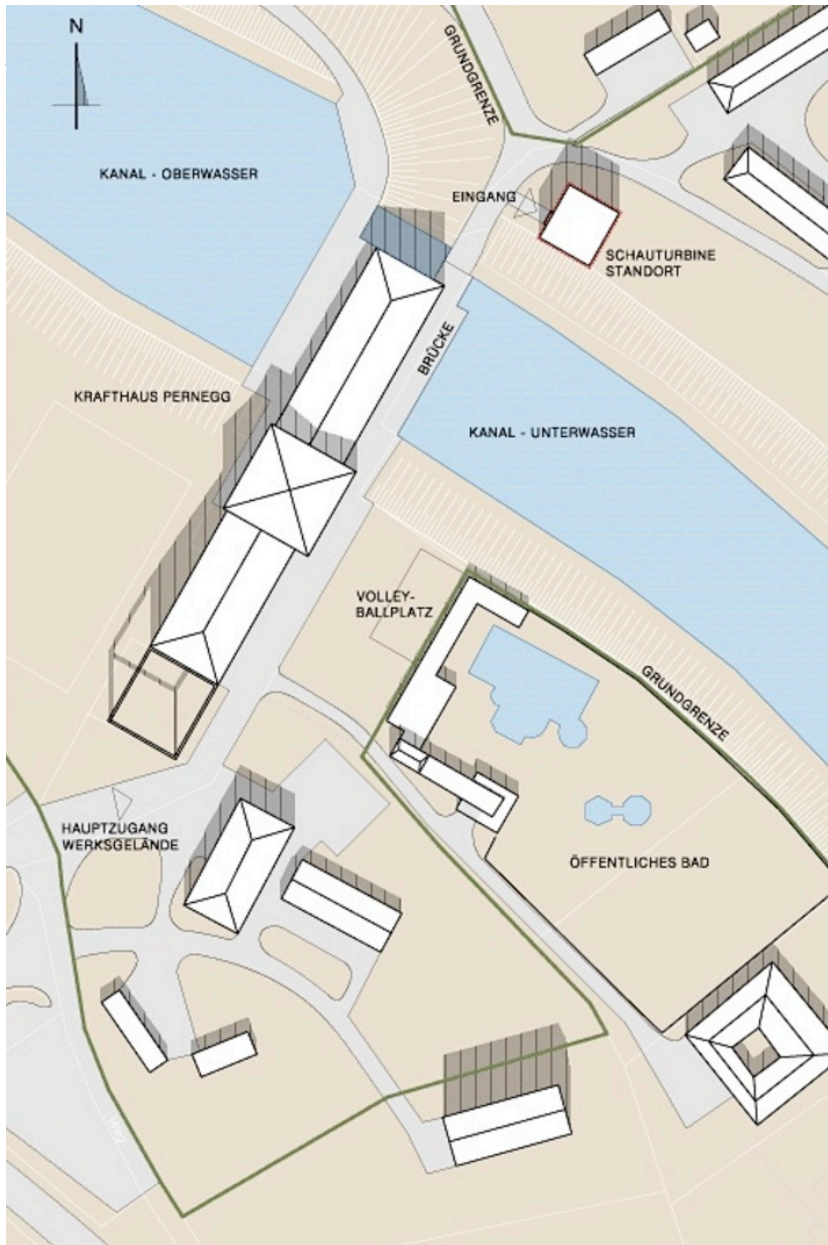 N
GRUNDGRENZE
KANAL - OBERWASSER
EINGANG
SCHAUTURBINE
STANDORT
BRÜCKE
KRAFTHAUS PERNEGG
KANAL - UNTERWASSER
VOLLEY-
BALLPLATZ
GRUNDGRENZE
HAUPTZUGANG
WERKSGELÄNDE
ÖFFENTLICHES BAD